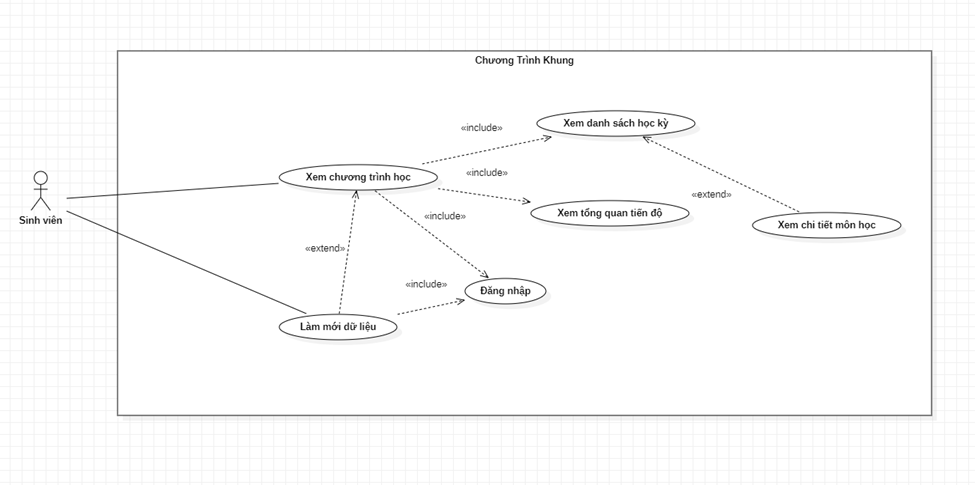 Chương Trình Khung
Xem danh sách học kỳ
«include»
Xem chương trình học
«include»
Sinh viên
«extend»
Xem tổng quan tiến độ
«include»
Xem chi tiết môn học
«extend»
«include»
Đăng nhập
Làm mới dữ liệu